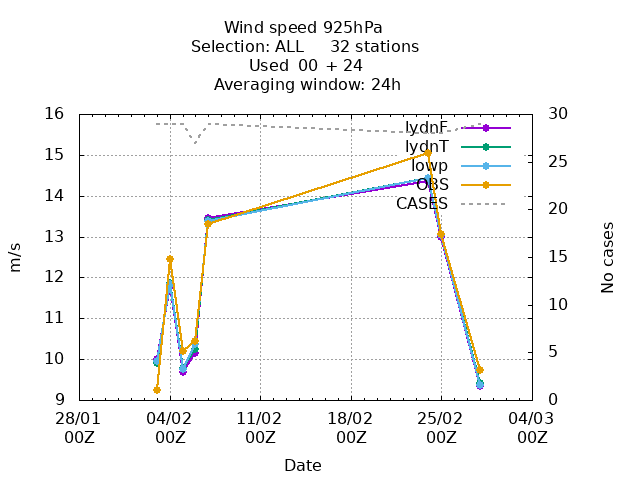 Wind speed 925hPa
Selection: ALL 32 stations
Used 00 + 24
Averaging window: 24h
m/s
16
15
14
13
12
11
10
9
lydnF
lydnT
lowp
OBS
CASES
30
25
20
15
10
5
0
No cases
28/01 04/02 11/02 18/02 25/02 04/03
00Z 00Z 00Z 00Z 00Z 00Z
Date